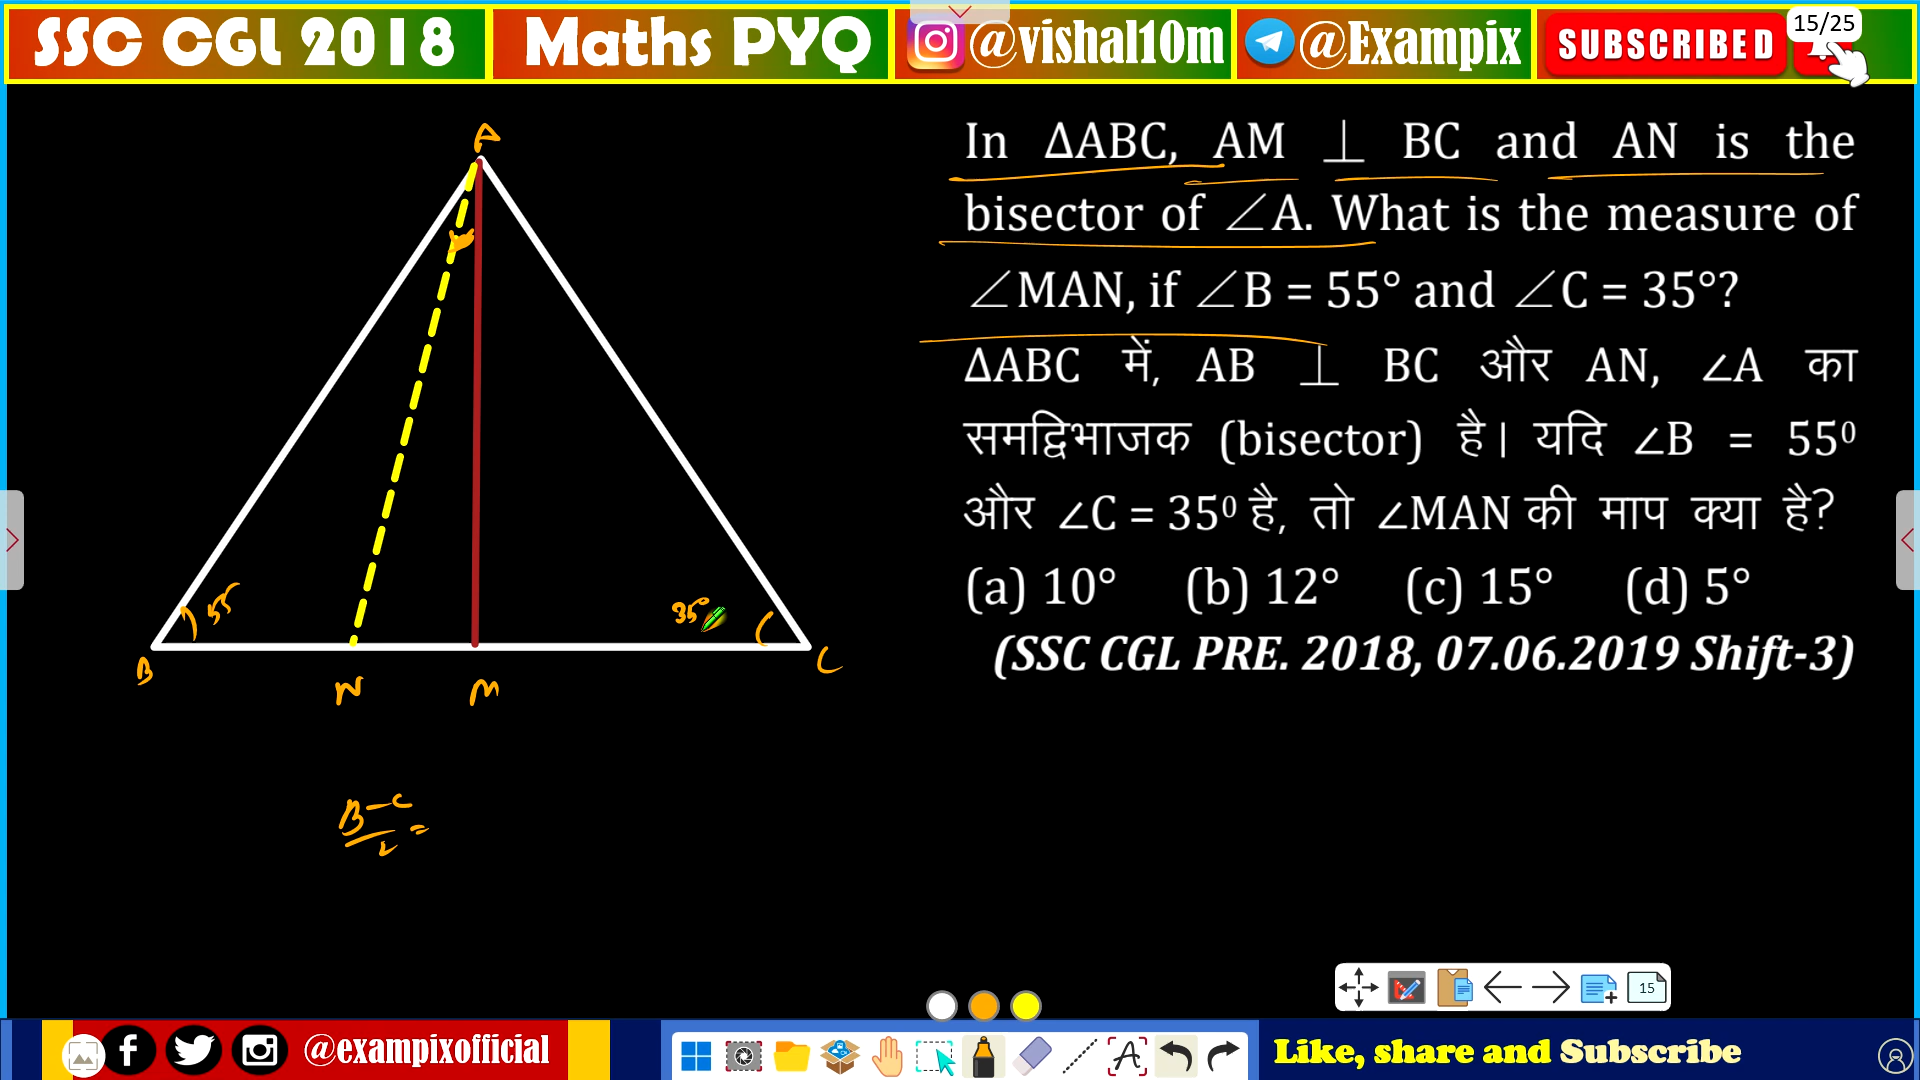 SSC CGL 2018
Maths PYQ
@vishal10m
@Exampix
SUBSCRIBED
15/25
In ΔABC, AM ⊥ BC and AN is the
bisector of ∠A. What is the measure of
∠MAN, if ∠B = 55° and ∠C = 35°?
ΔABC में, AB ⊥ BC और AN, ∠A का
समद्विभाजक (bisector) है। यदि ∠B = 55⁰
और ∠C = 35⁰ है, तो ∠MAN की माप क्या है?
(a) 10° (b) 12° (c) 15° (d) 5°
(SSC CGL PRE. 2018, 07.06.2019 Shift-3)
A
55
35°
B
N
M
C
B-C
2 =
15
@exampixofficial
Like, share and Subscribe